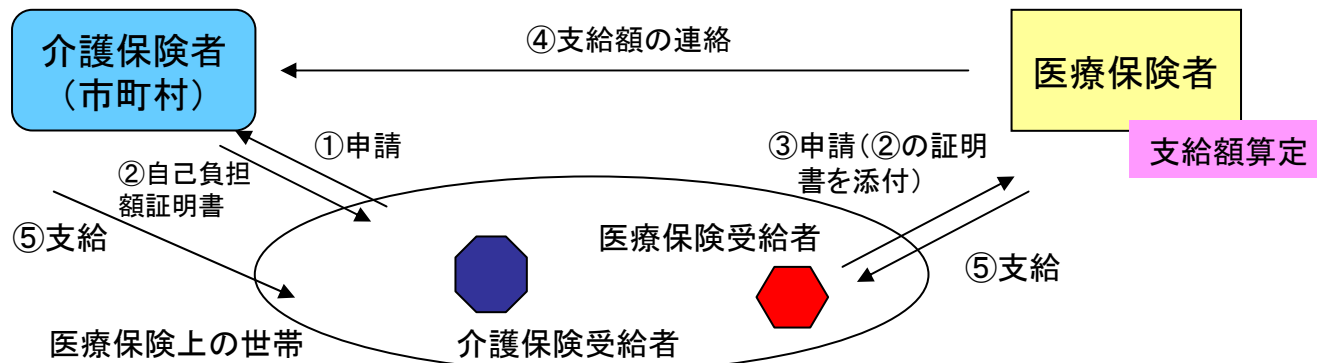 介護保険者
（市町村）
④支給額の連絡
医療保険者
支給額算定
①申請
②自己負担
額証明書
③申請（②の証明
書を添付）
⑤支給
医療保険受給者
⑤支給
医療保険上の世帯
介護保険受給者